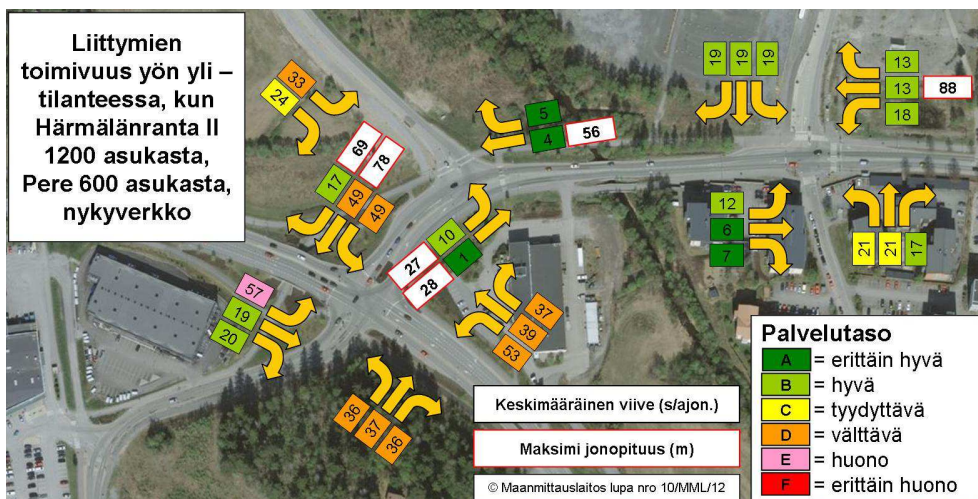 Liittymien
toimivuus yön yli –
tilanteessa, kun
Härmälänranta II
1200 asukasta,
Pere 600 asukasta,
nykyverkko
33
24
69
78
17
49
49
5
4
56
19
19
19
13
13
88
18
27
28
10
1
12
6
7
21
21
17
57
19
20
37
39
53
36
37
36
Keskimääräinen viive (s/ajon.)
Maksimi jonopituus (m)
© Maanmittauslaitos lupa nro 10/MML/12
Palvelutaso
A = erittäin hyvä
B = hyvä
C = tyydyttävä
D = välttävä
E = huono
F = erittäin huono